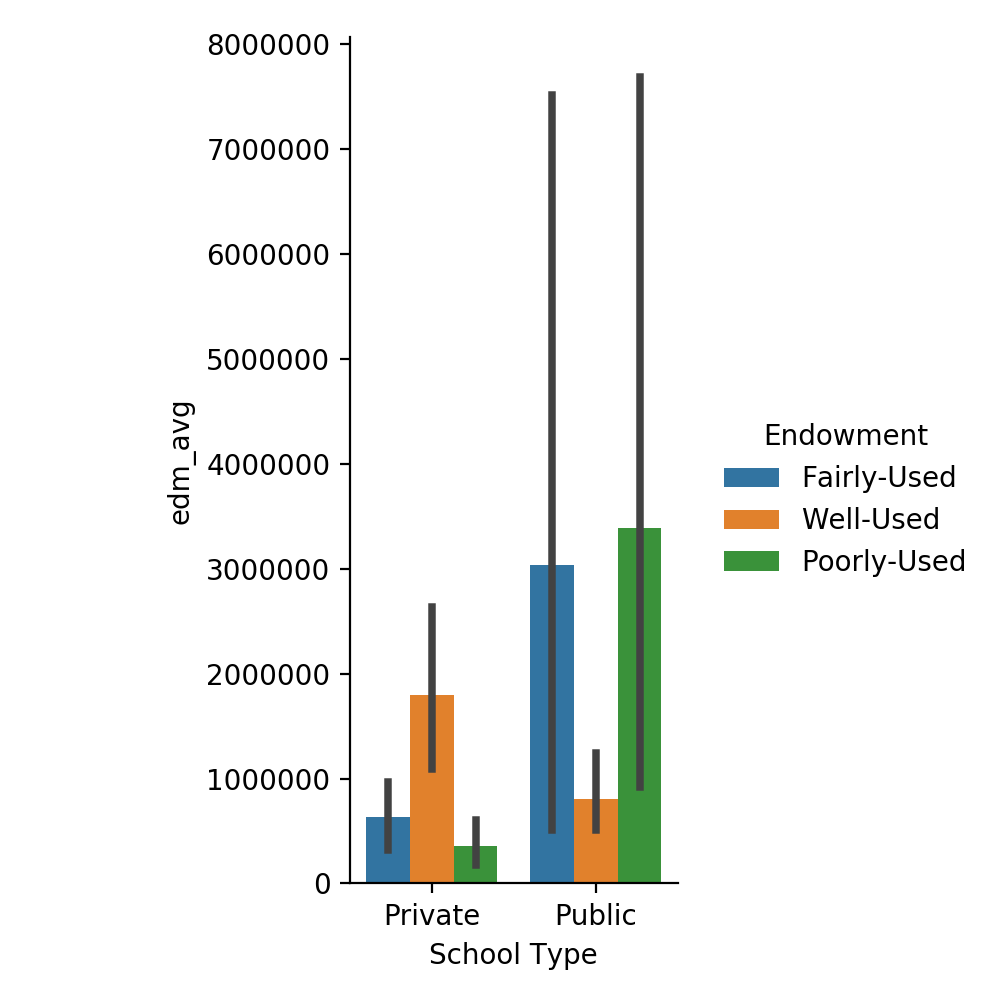 8000000
7000000
6000000
5000000
4000000
3000000
2000000
1000000
0
edm_avg
Private
Public
School Type
Endowment
Fairly-Used
Well-Used
Poorly-Used